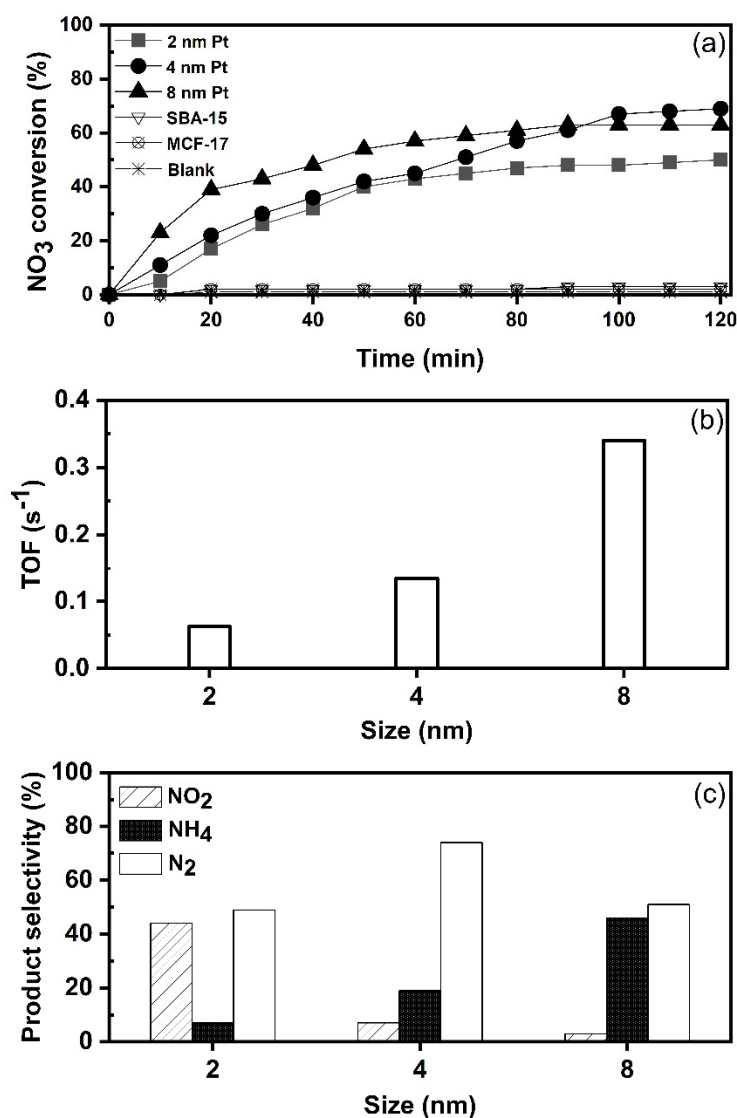 (a)
2 nm Pt
4 nm Pt
8 nm Pt
SBA-15
MCF-17
Blank
100
80
60
40
20
0
NO3 conversion (%)
0 20 40 60 80 100 120
Time (min)
(b)
0.4
0.3
0.2
0.1
0.0
TOF (s-1)
2 4 8
Size (nm)
(c)
NO2
NH4
N2
100
80
60
40
20
0
Product selectivity (%)
2 4 8
Size (nm)